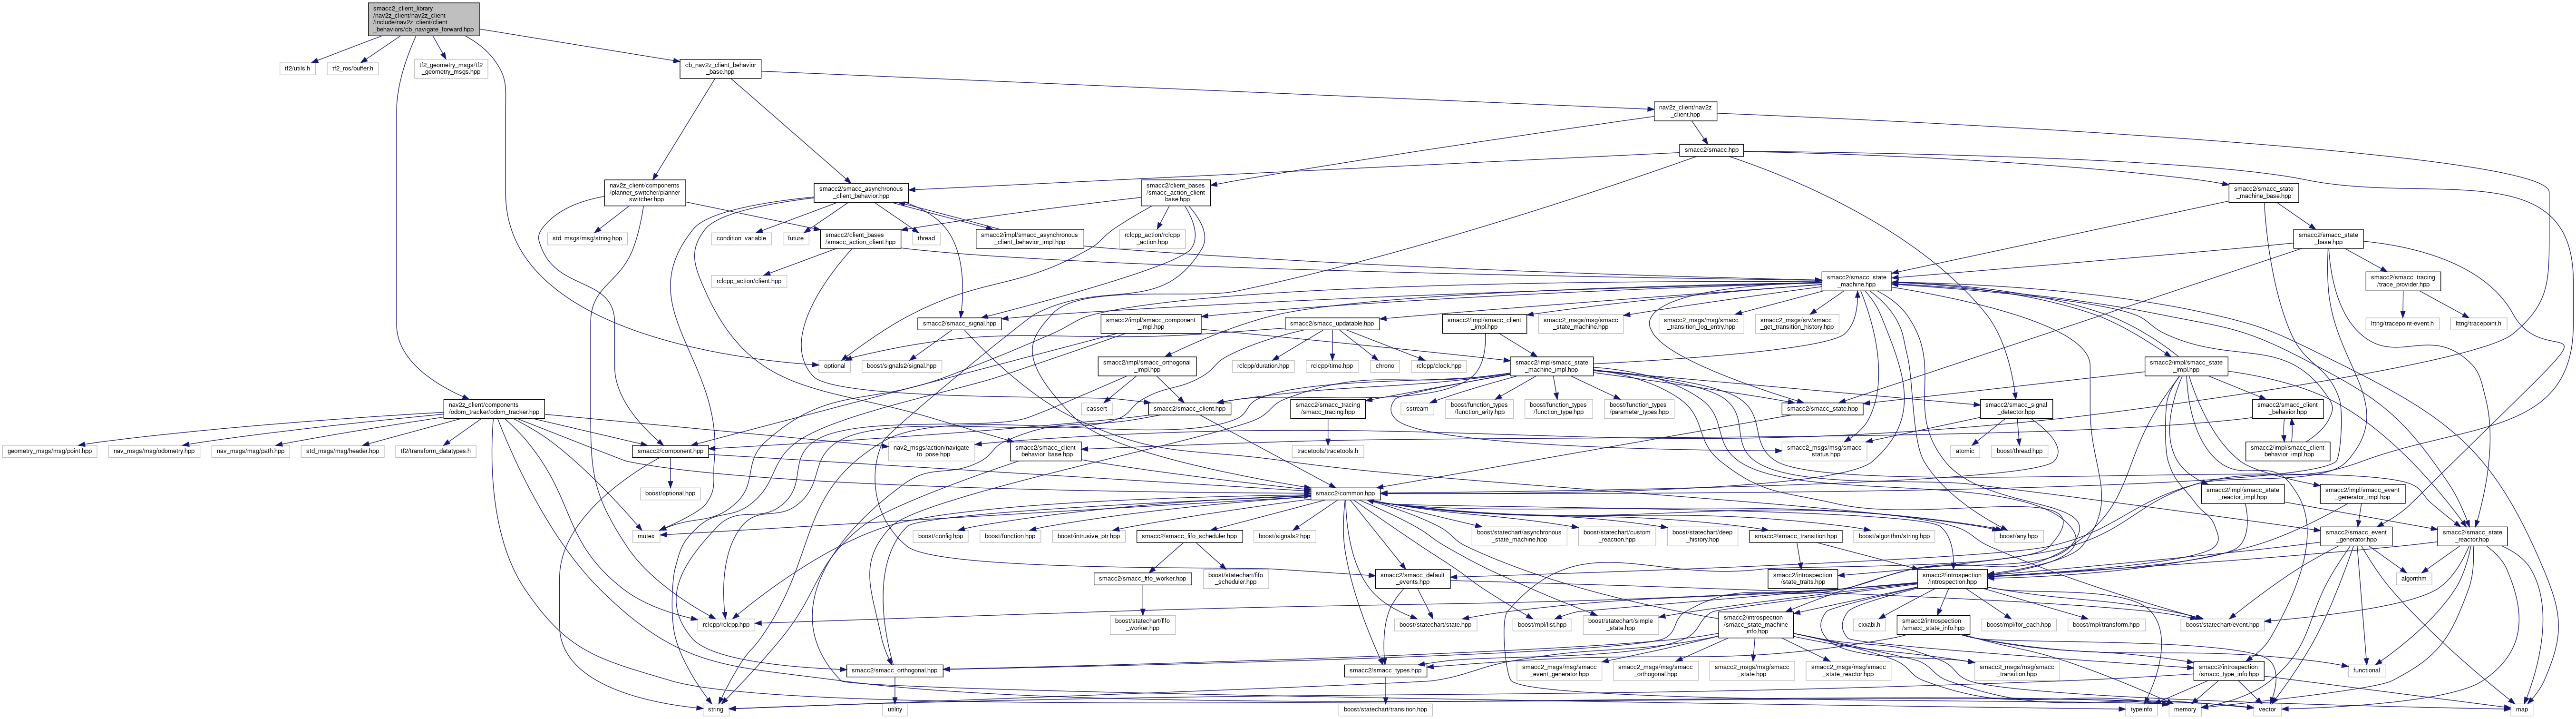 smacc2_client_library
/nav2z_client/nav2z_client
/include/nav2z_client/client
_behaviors/cb_navigate_forward.hpp
tf2/utils.h
tf2_ros/buffer.h
tf2_geometry_msgs/tf2
_geometry_msgs.hpp
cb_nav2z_client_behavior
_base.hpp
nav2z_client/nav2z
_client.hpp
smacc2/smacc.hpp
nav2z_client/components
/planner_switcher/planner
_switcher.hpp
smacc2/smacc_asynchronous
_client_behavior.hpp
smacc2/client_bases
/smacc_action_client
_base.hpp
smacc2/smacc_state
_machine_base.hpp
std_msgs/msg/string.hpp
condition_variable
future
smacc2/client_bases
/smacc_action_client.hpp
thread
smacc2/impl/smacc_asynchronous
_client_behavior_impl.hpp
rclcpp_action/rclcpp
_action.hpp
smacc2/smacc_state
_base.hpp
rclcpp_action/client.hpp
smacc2/smacc_state
_machine.hpp
smacc2/smacc_tracing
/trace_provider.hpp
smacc2/smacc_signal.hpp
smacc2/impl/smacc_component
_impl.hpp
smacc2/smacc_updatable.hpp
smacc2/impl/smacc_client
_impl.hpp
smacc2_msgs/msg/smacc
_state_machine.hpp
smacc2_msgs/msg/smacc
_transition_log_entry.hpp
smacc2_msgs/srv/smacc
_get_transition_history.hpp
lttng/tracepoint-event.h
lttng/tracepoint.h
optional
boost/signals2/signal.hpp
smacc2/impl/smacc_orthogonal
_impl.hpp
rclcpp/duration.hpp
rclcpp/time.hpp
chrono
rclcpp/clock.hpp
smacc2/impl/smacc_state
_machine_impl.hpp
smacc2/impl/smacc_state
_impl.hpp
nav2z_client/components
/odom_tracker/odom_tracker.hpp
cassert
smacc2/smacc_client.hpp
smacc2/smacc_tracing
/smacc_tracing.hpp
sstream
boost/function_types
/function_arity.hpp
boost/function_types
/function_type.hpp
boost/function_types
/parameter_types.hpp
smacc2/smacc_state.hpp
smacc2/smacc_signal
_detector.hpp
smacc2/smacc_client
_behavior.hpp
geometry_msgs/msg/point.hpp
nav_msgs/msg/odometry.hpp
nav_msgs/msg/path.hpp
std_msgs/msg/header.hpp
tf2/transform_datatypes.h
smacc2/component.hpp
nav2_msgs/action/navigate
_to_pose.hpp
smacc2/smacc_client
_behavior_base.hpp
tracetools/tracetools.h
smacc2_msgs/msg/smacc
_status.hpp
atomic
boost/thread.hpp
smacc2/impl/smacc_client
_behavior_impl.hpp
boost/optional.hpp
smacc2/common.hpp
smacc2/impl/smacc_state
_reactor_impl.hpp
smacc2/impl/smacc_event
_generator_impl.hpp
mutex
boost/config.hpp
boost/function.hpp
boost/intrusive_ptr.hpp
smacc2/smacc_fifo_scheduler.hpp
boost/signals2.hpp
boost/statechart/asynchronous
_state_machine.hpp
boost/statechart/custom
_reaction.hpp
boost/statechart/deep
_history.hpp
smacc2/smacc_transition.hpp
boost/algorithm/string.hpp
boost/any.hpp
smacc2/smacc_event
_generator.hpp
smacc2/smacc_state
_reactor.hpp
smacc2/smacc_fifo_worker.hpp
boost/statechart/fifo
_scheduler.hpp
smacc2/smacc_default
_events.hpp
smacc2/introspection
/state_traits.hpp
smacc2/introspection
/introspection.hpp
algorithm
rclcpp/rclcpp.hpp
boost/statechart/fifo
_worker.hpp
boost/statechart/state.hpp
boost/mpl/list.hpp
boost/statechart/simple
_state.hpp
smacc2/introspection
/smacc_state_machine
_info.hpp
cxxabi.h
smacc2/introspection
/smacc_state_info.hpp
boost/mpl/for_each.hpp
boost/mpl/transform.hpp
boost/statechart/event.hpp
smacc2/smacc_orthogonal.hpp
smacc2/smacc_types.hpp
smacc2_msgs/msg/smacc
_event_generator.hpp
smacc2_msgs/msg/smacc
_orthogonal.hpp
smacc2_msgs/msg/smacc
_state.hpp
smacc2_msgs/msg/smacc
_state_reactor.hpp
smacc2_msgs/msg/smacc
_transition.hpp
smacc2/introspection
/smacc_type_info.hpp
functional
string
utility
boost/statechart/transition.hpp
typeinfo
memory
vector
map